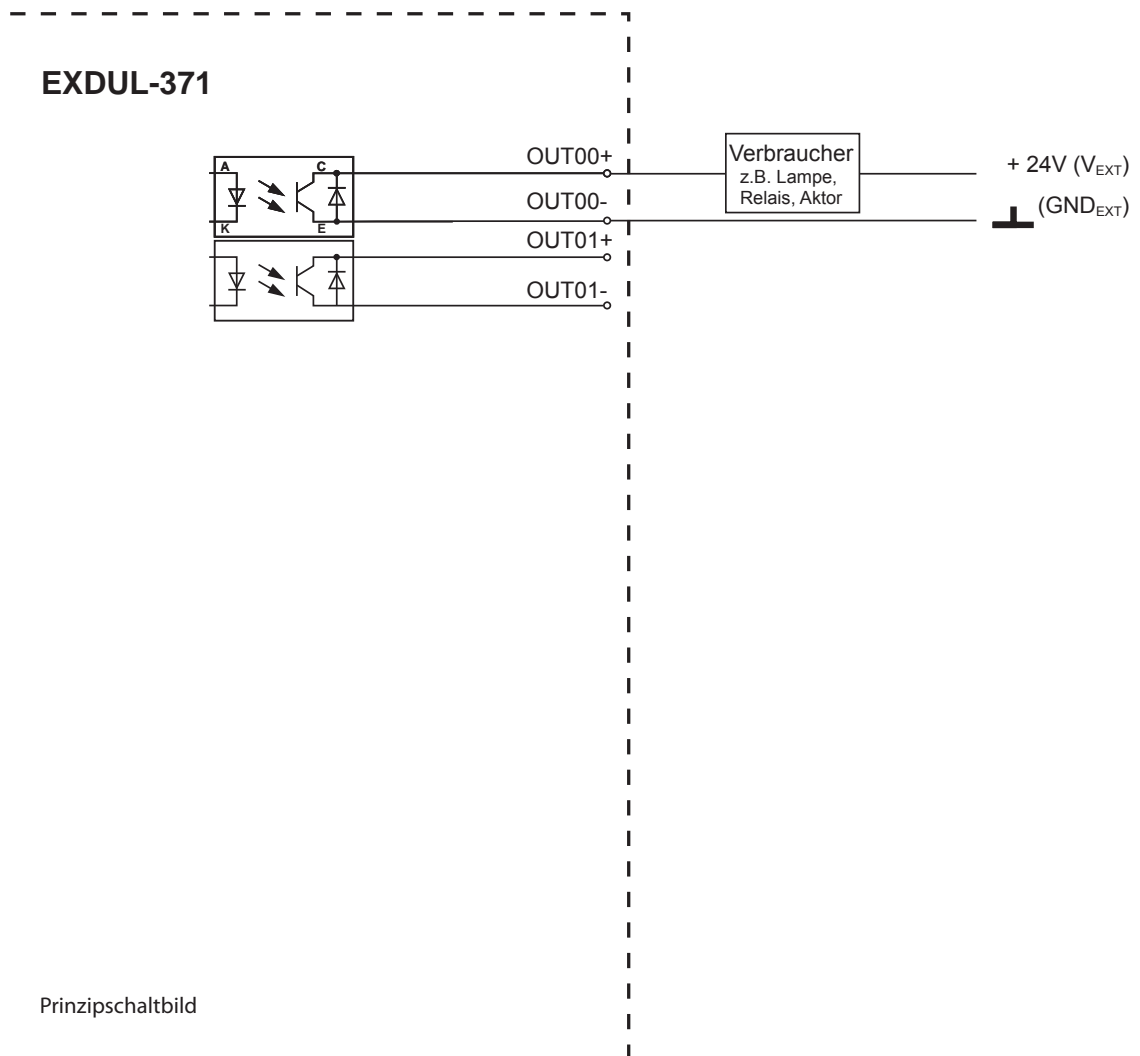 EXDUL-371
A
C
K
E
OUT00+
OUT00-
OUT01+
OUT01-
Verbraucher
z.B. Lampe,
Relais, Aktor
+ 24V (VEXT)
(GNDEXT)
Prinzipschaltbild